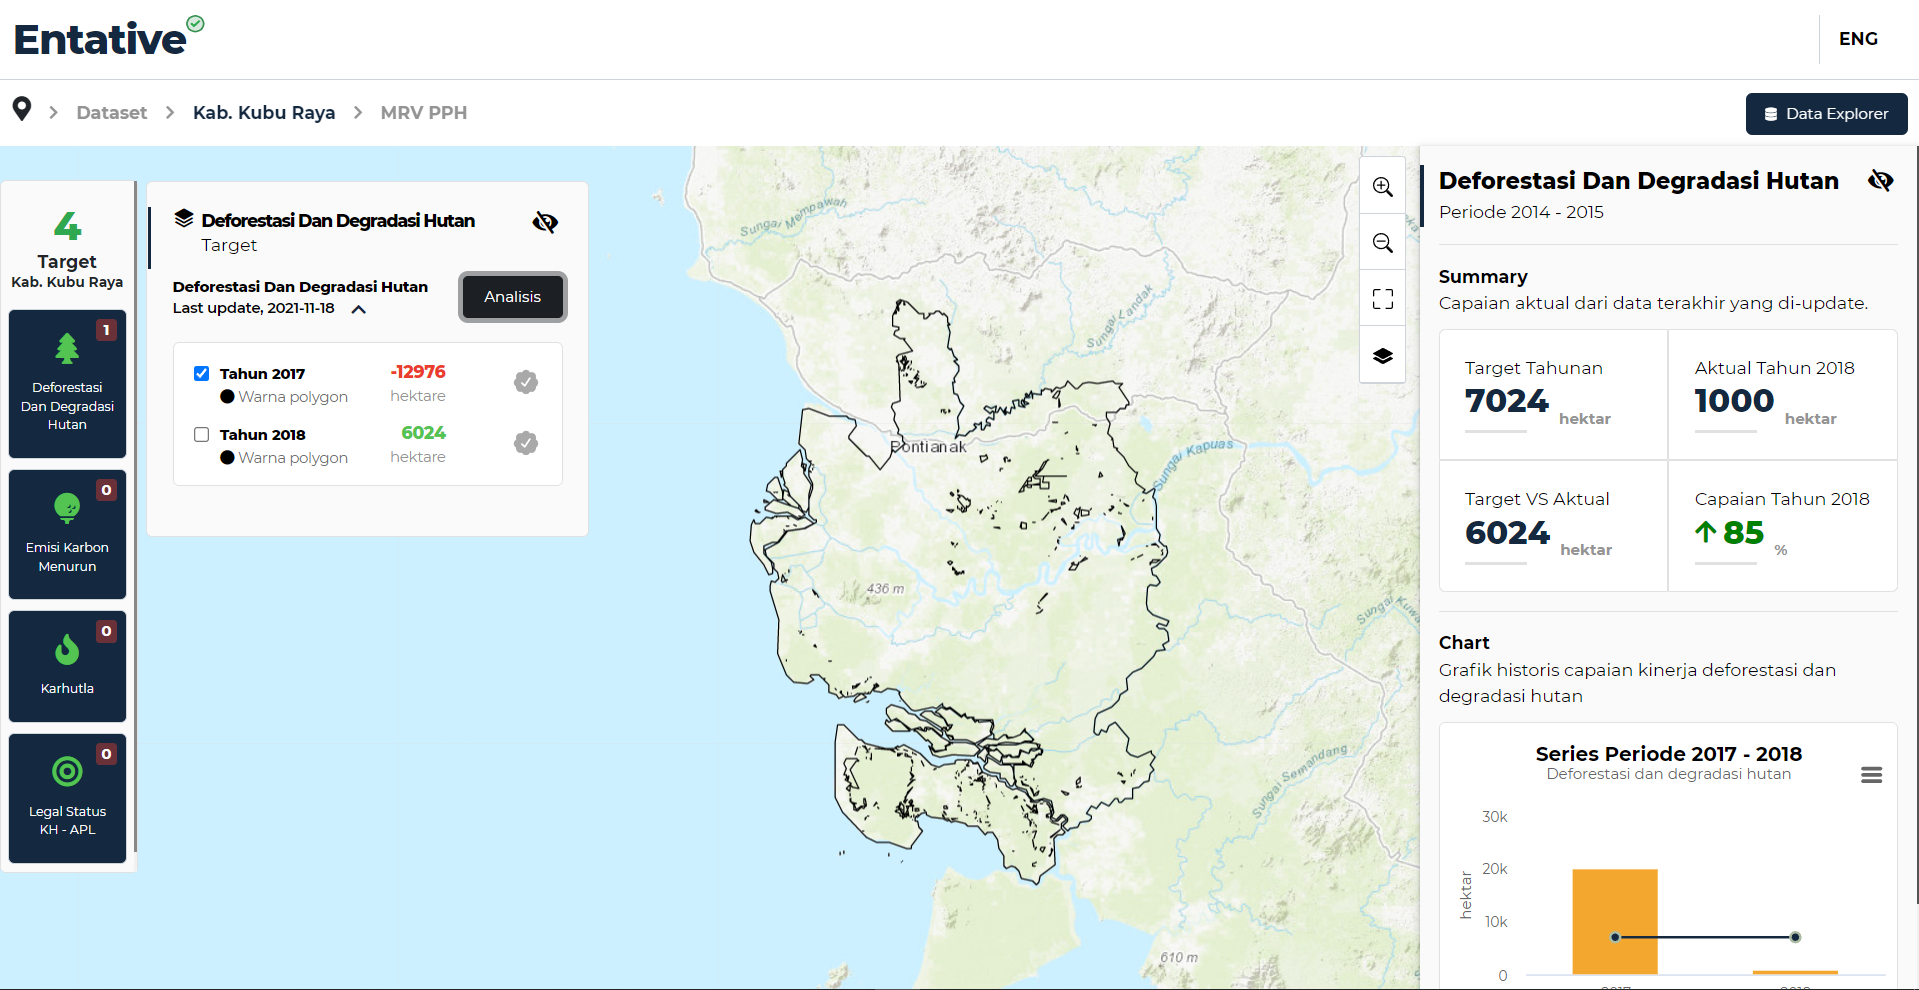 Entative
ENG
Dataset
Kab. Kubu Raya
MRV PPH
Data Explorer
4
Target
Kab. Kubu Raya
1
Deforestasi
Dan Degradasi
Hutan
0
Emisi Karbon
Menurun
0
Karhutla
0
Legal Status
KH - APL
Deforestasi Dan Degradasi Hutan
Target
Deforestasi Dan Degradasi Hutan
Last update, 2021-11-18
Analisis
Tahun 2017
-12976
Warna polygon
hektare
Tahun 2018
6024
Warna polygon
hektare
Sungai Mempawah
Sungai Landak
Pontianak
Sungai Kapuas
436 m
Sungai Semandang
610 m
Deforestasi Dan Degradasi Hutan
Periode 2014 - 2015
Summary
Capaian aktual dari data terakhir yang di-update.
Target Tahunan
7024 hektar
Aktual Tahun 2018
1000 hektar
Target VS Aktual
6024 hektar
Capaian Tahun 2018
85 %
Chart
Grafik historis capaian kinerja deforestasi dan
degradasi hutan
Series Periode 2017 - 2018
Deforestasi dan degradasi hutan
hektar
30k
20k
10k
0